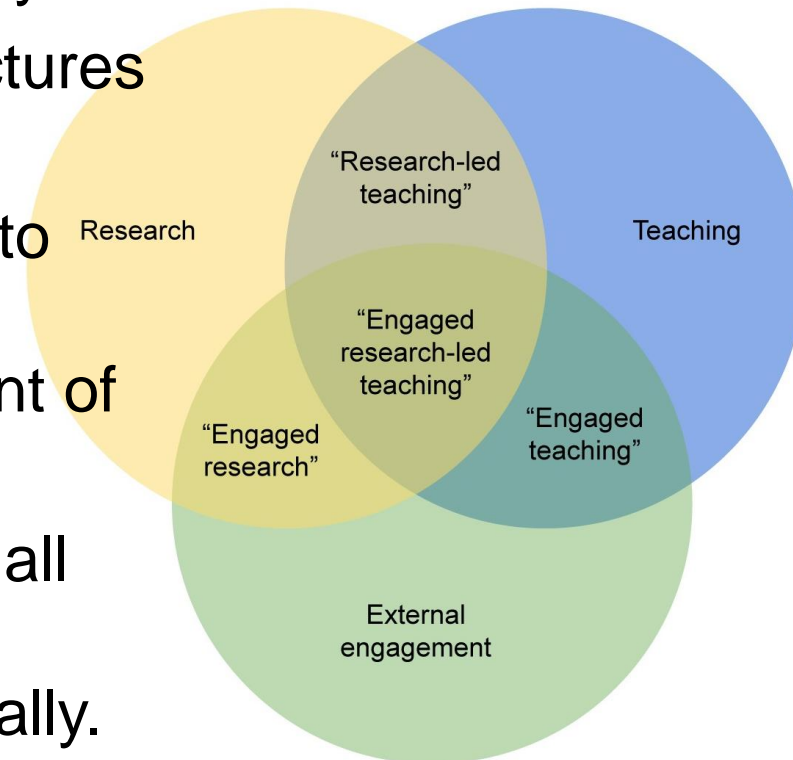 ctures
to
nt of
all
ally.
“Research-led
teaching”
Research
Teaching
“Engaged
research-led
teaching”
“Engaged
research”
“Engaged
teaching”
External
engagement